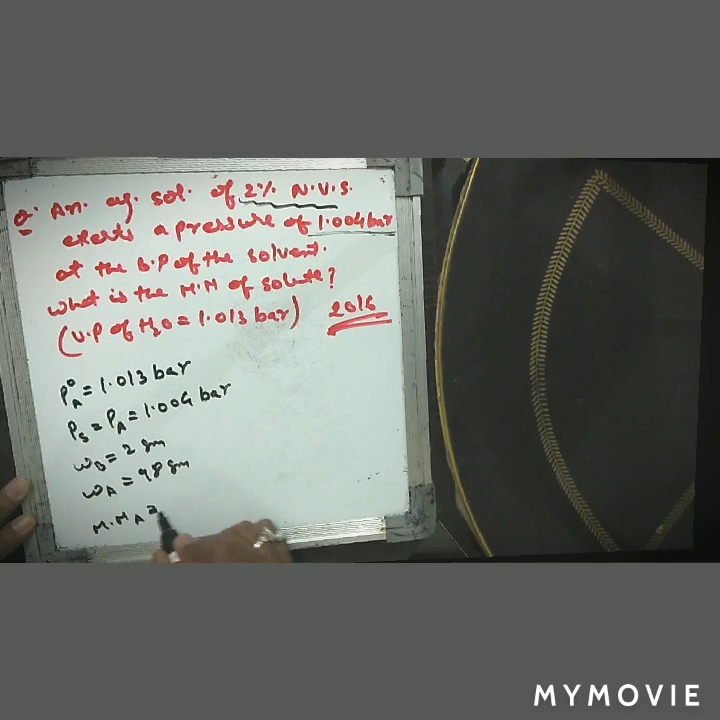 Q. An. aq. sol. of 2% N.V.S.
exerts a pressure of 1.004 bar
at the B.P of the solvent.
What is the M.M of solute?
(V.P of H2O = 1.013 bar) 2016
P°A = 1.013 bar
PS = PA = 1.004 bar
WB = 2 gm
WA = 98 gm
M.MA =
MYMOVIE